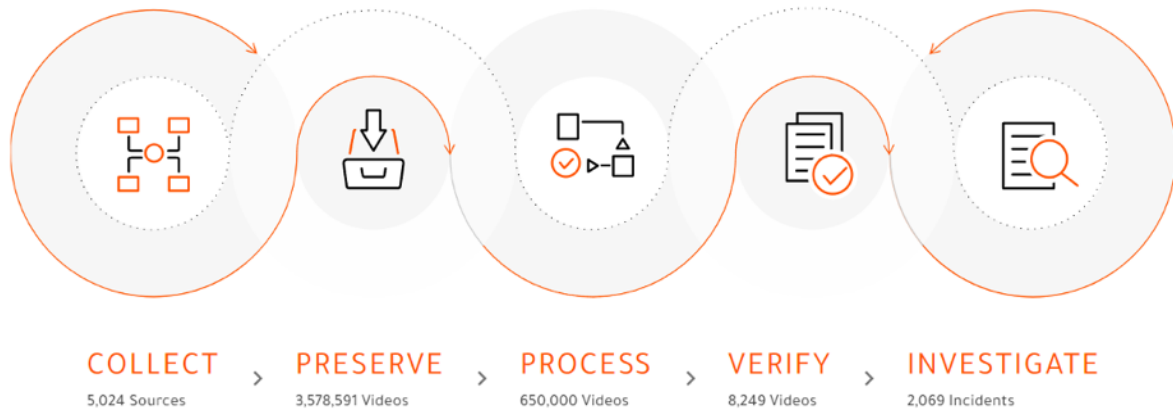 COLLECT > PRESERVE > PROCESS > VERIFY > INVESTIGATE
5,024 Sources 3,578,591 Videos 650,000 Videos 8,249 Videos 2,069 Incidents